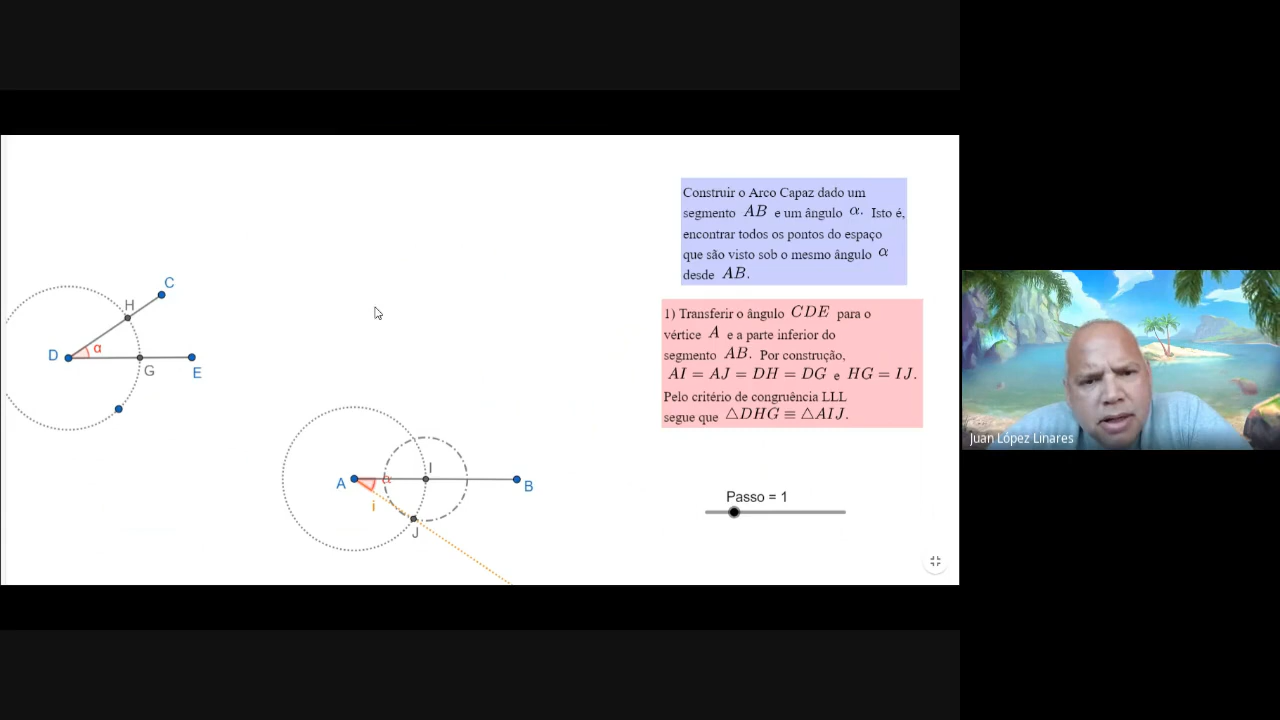 Construir o Arco Capaz dado um
segmento AB e um ângulo α. Isto é,
encontrar todos os pontos do espaço
que são visto sob o mesmo ângulo α
desde AB.
1) Transferir o ângulo CDE para o
vértice A e a parte inferior do
segmento AB. Por construção,
AI = AJ = DH = DG e HG = IJ.
Pelo critério de congruência LLL
segue que △DHG ≡ △AIJ.
Passo = 1
C
H
α
D
G
E
A
α
I
B
i
J
Juan López Linares